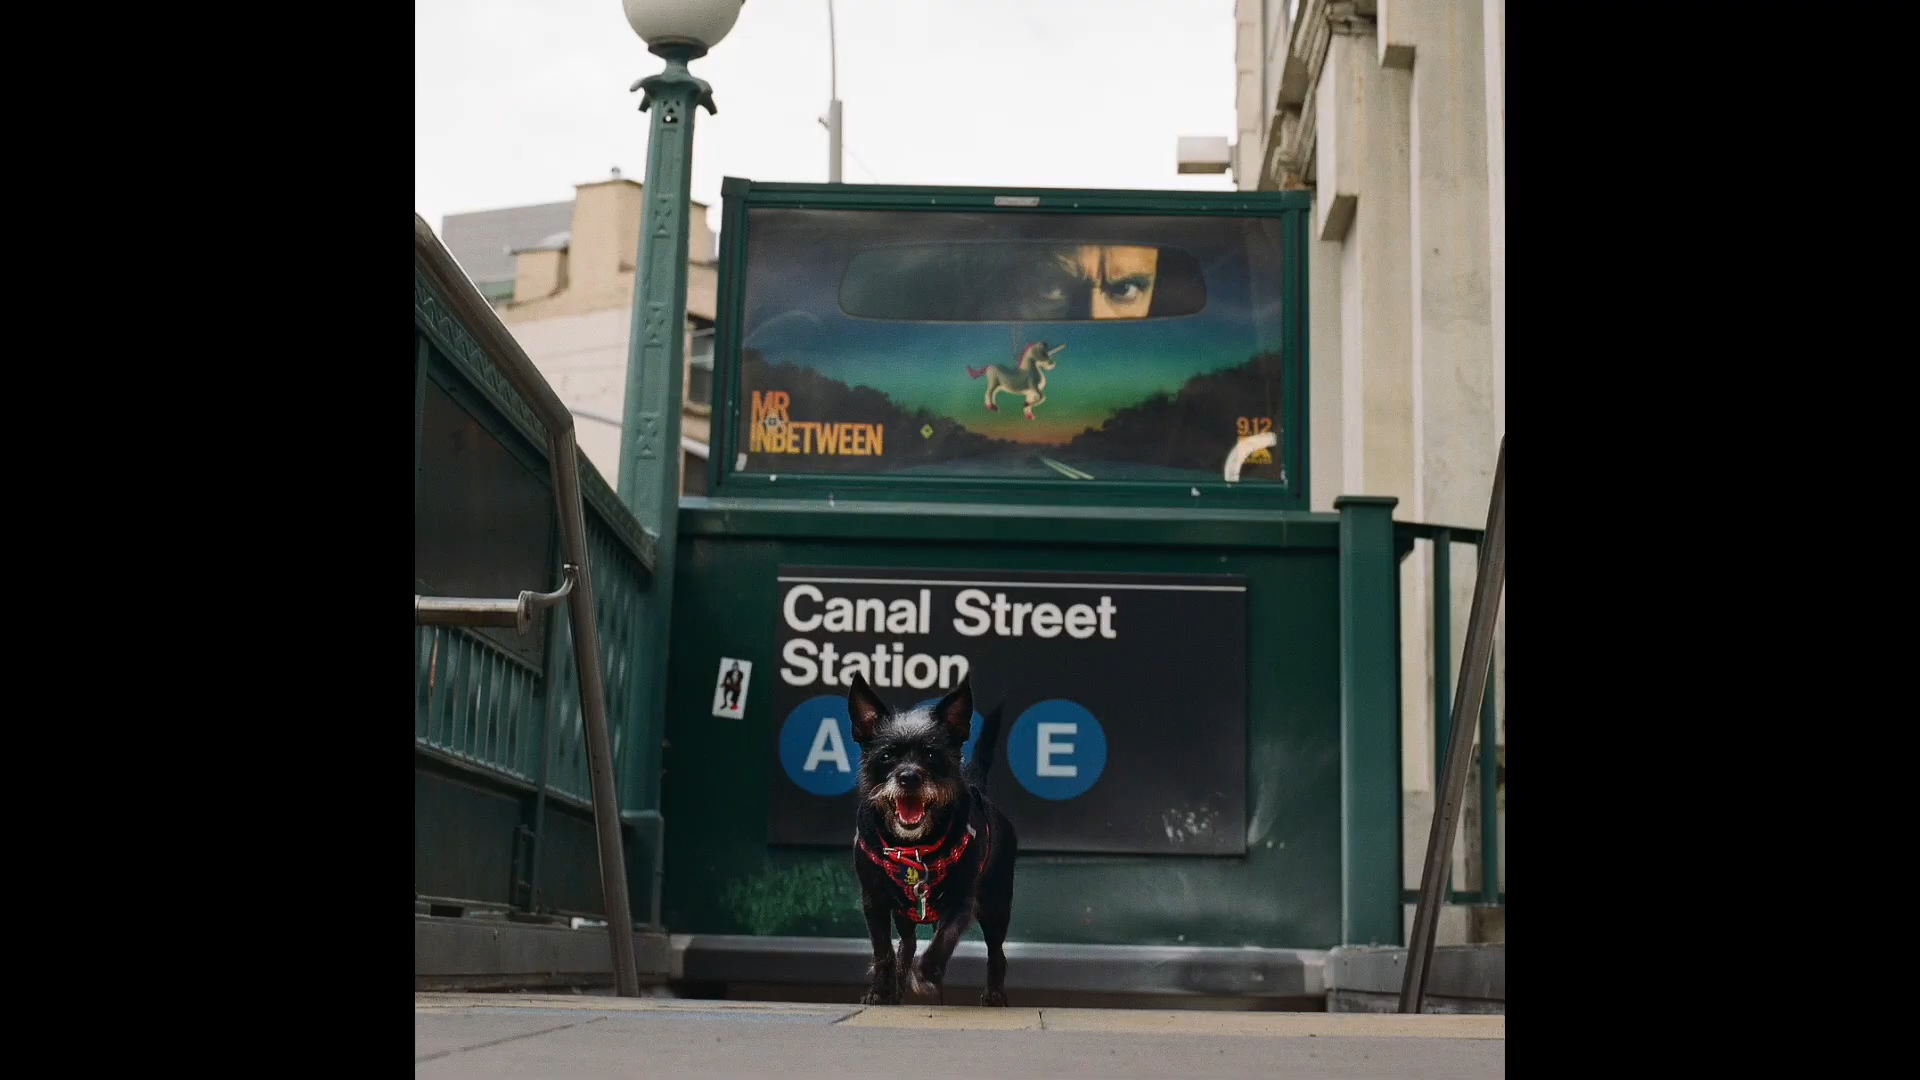 MR
INBETWEEN
9.12
Canal Street
Station
A E